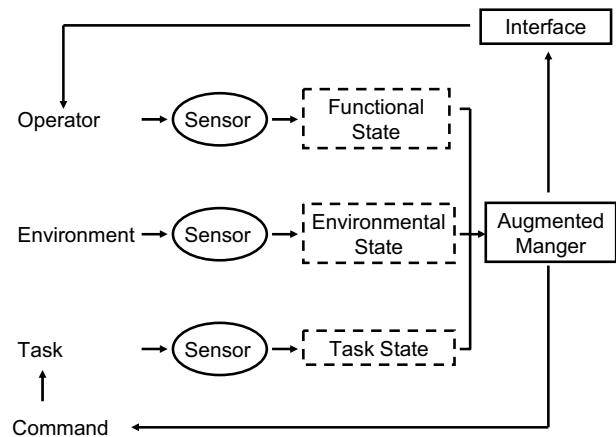 Interface
Operator
Sensor
Functional
State
Environment
Sensor
Environmental
State
Augmented
Manger
Task
Sensor
Task State
Command